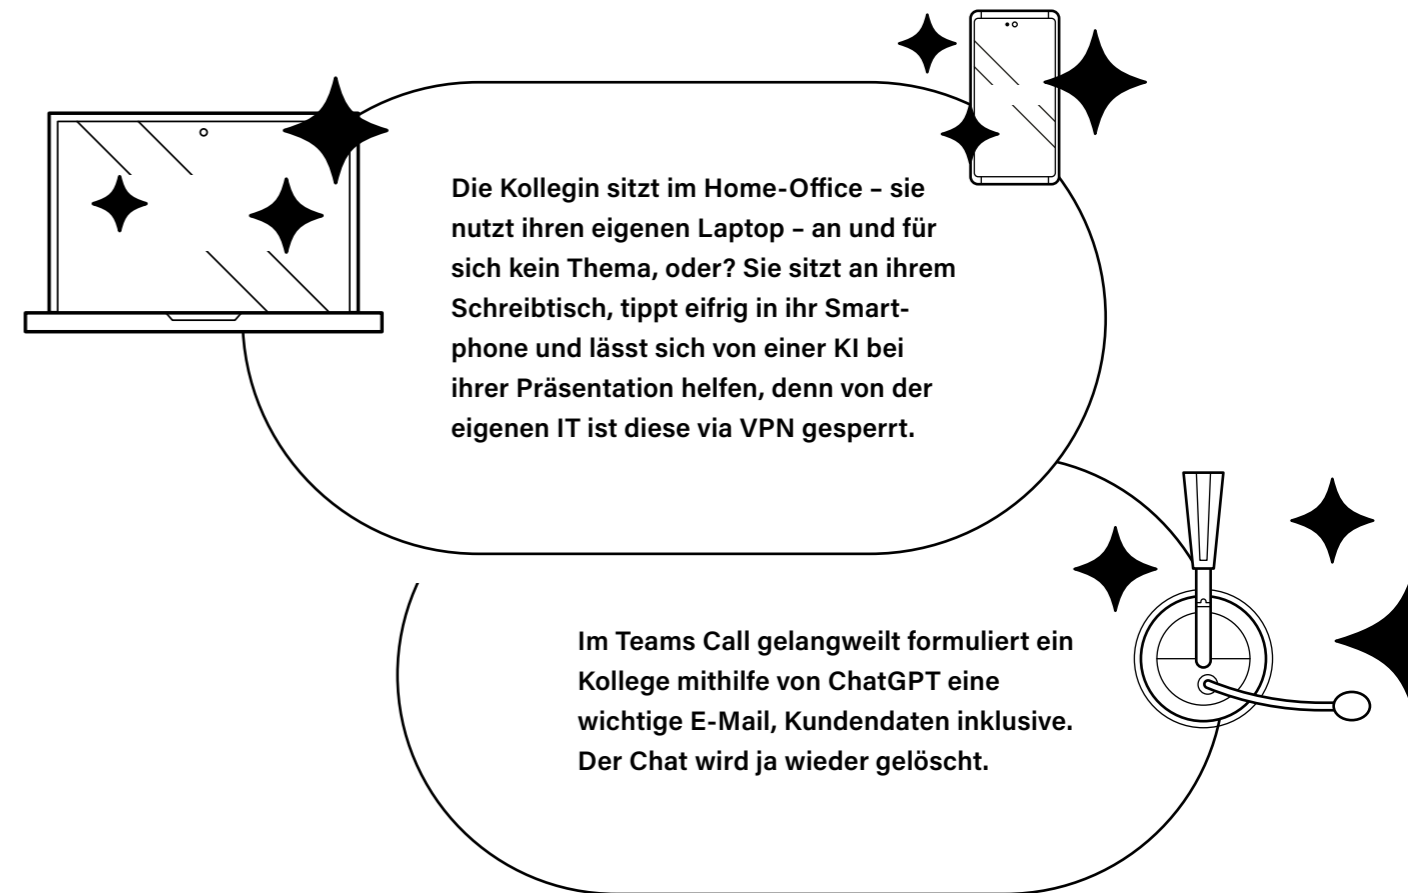 Die Kollegin sitzt im Home-Office – sie
nutzt ihren eigenen Laptop – an und für
sich kein Thema, oder? Sie sitzt an ihrem
Schreibtisch, tippt eifrig in ihr Smart-
phone und lässt sich von einer KI bei
ihrer Präsentation helfen, denn von der
eigenen IT ist diese via VPN gesperrt.
Im Teams Call gelangweilt formuliert ein
Kollege mithilfe von ChatGPT eine
wichtige E-Mail, Kundendaten inklusive.
Der Chat wird ja wieder gelöscht.